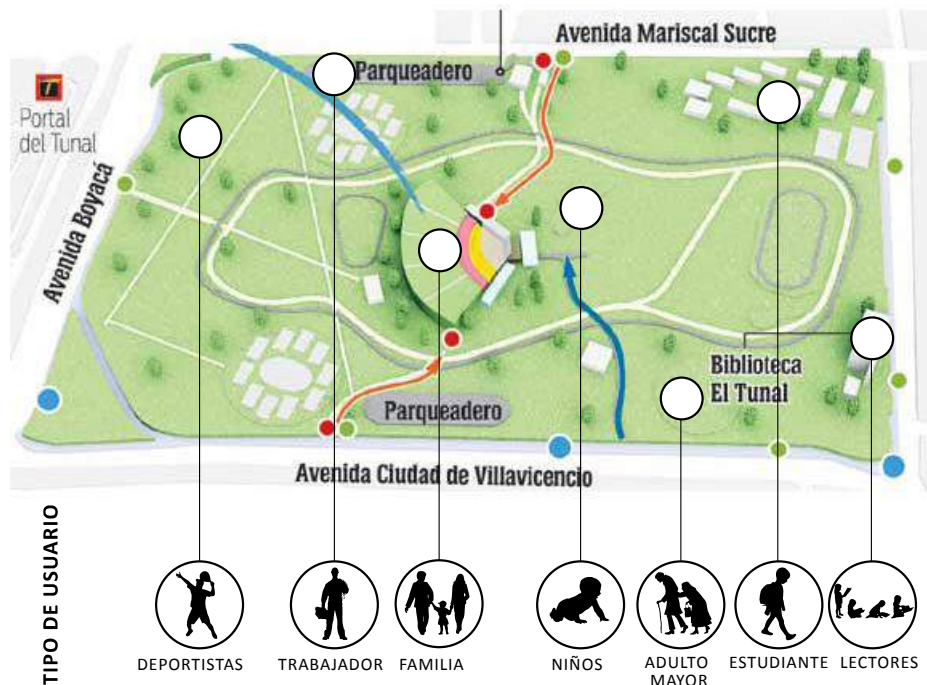 Avenida Mariscal Sucre
Parqueadero
Portal
del Tunal
Avenida Boyacá
Biblioteca
El Tunal
Parqueadero
Avenida Ciudad de Villavicencio
TIPO DE USUARIO
DEPORTISTAS
TRABAJADOR
FAMILIA
NIÑOS
ADULTO
MAYOR
ESTUDIANTE
LECTORES